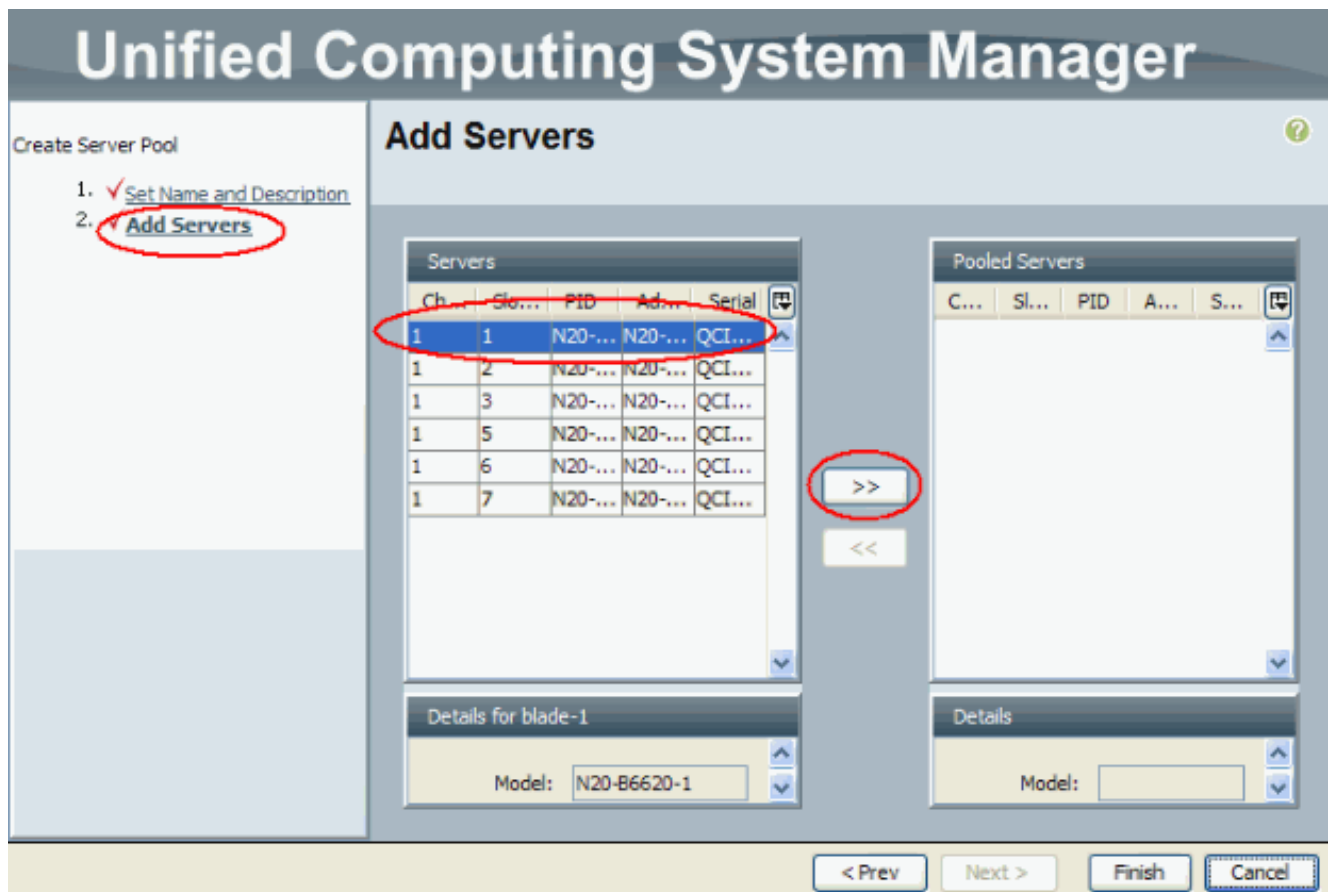 Unified Computing System Manager
Create Server Pool
1. Set Name and Description
2. Add Servers
Add Servers
?
Servers
Ch... Slo... PID Ad... Serial
1 1 N20-... N20-... QCI...
1 2 N20-... N20-... QCI...
1 3 N20-... N20-... QCI...
1 5 N20-... N20-... QCI...
1 6 N20-... N20-... QCI...
1 7 N20-... N20-... QCI...
>>
<<
Pooled Servers
C... Sl... PID A... S...
Details for blade-1
Model: N20-B6620-1
Details
Model:
< Prev Next > Finish Cancel